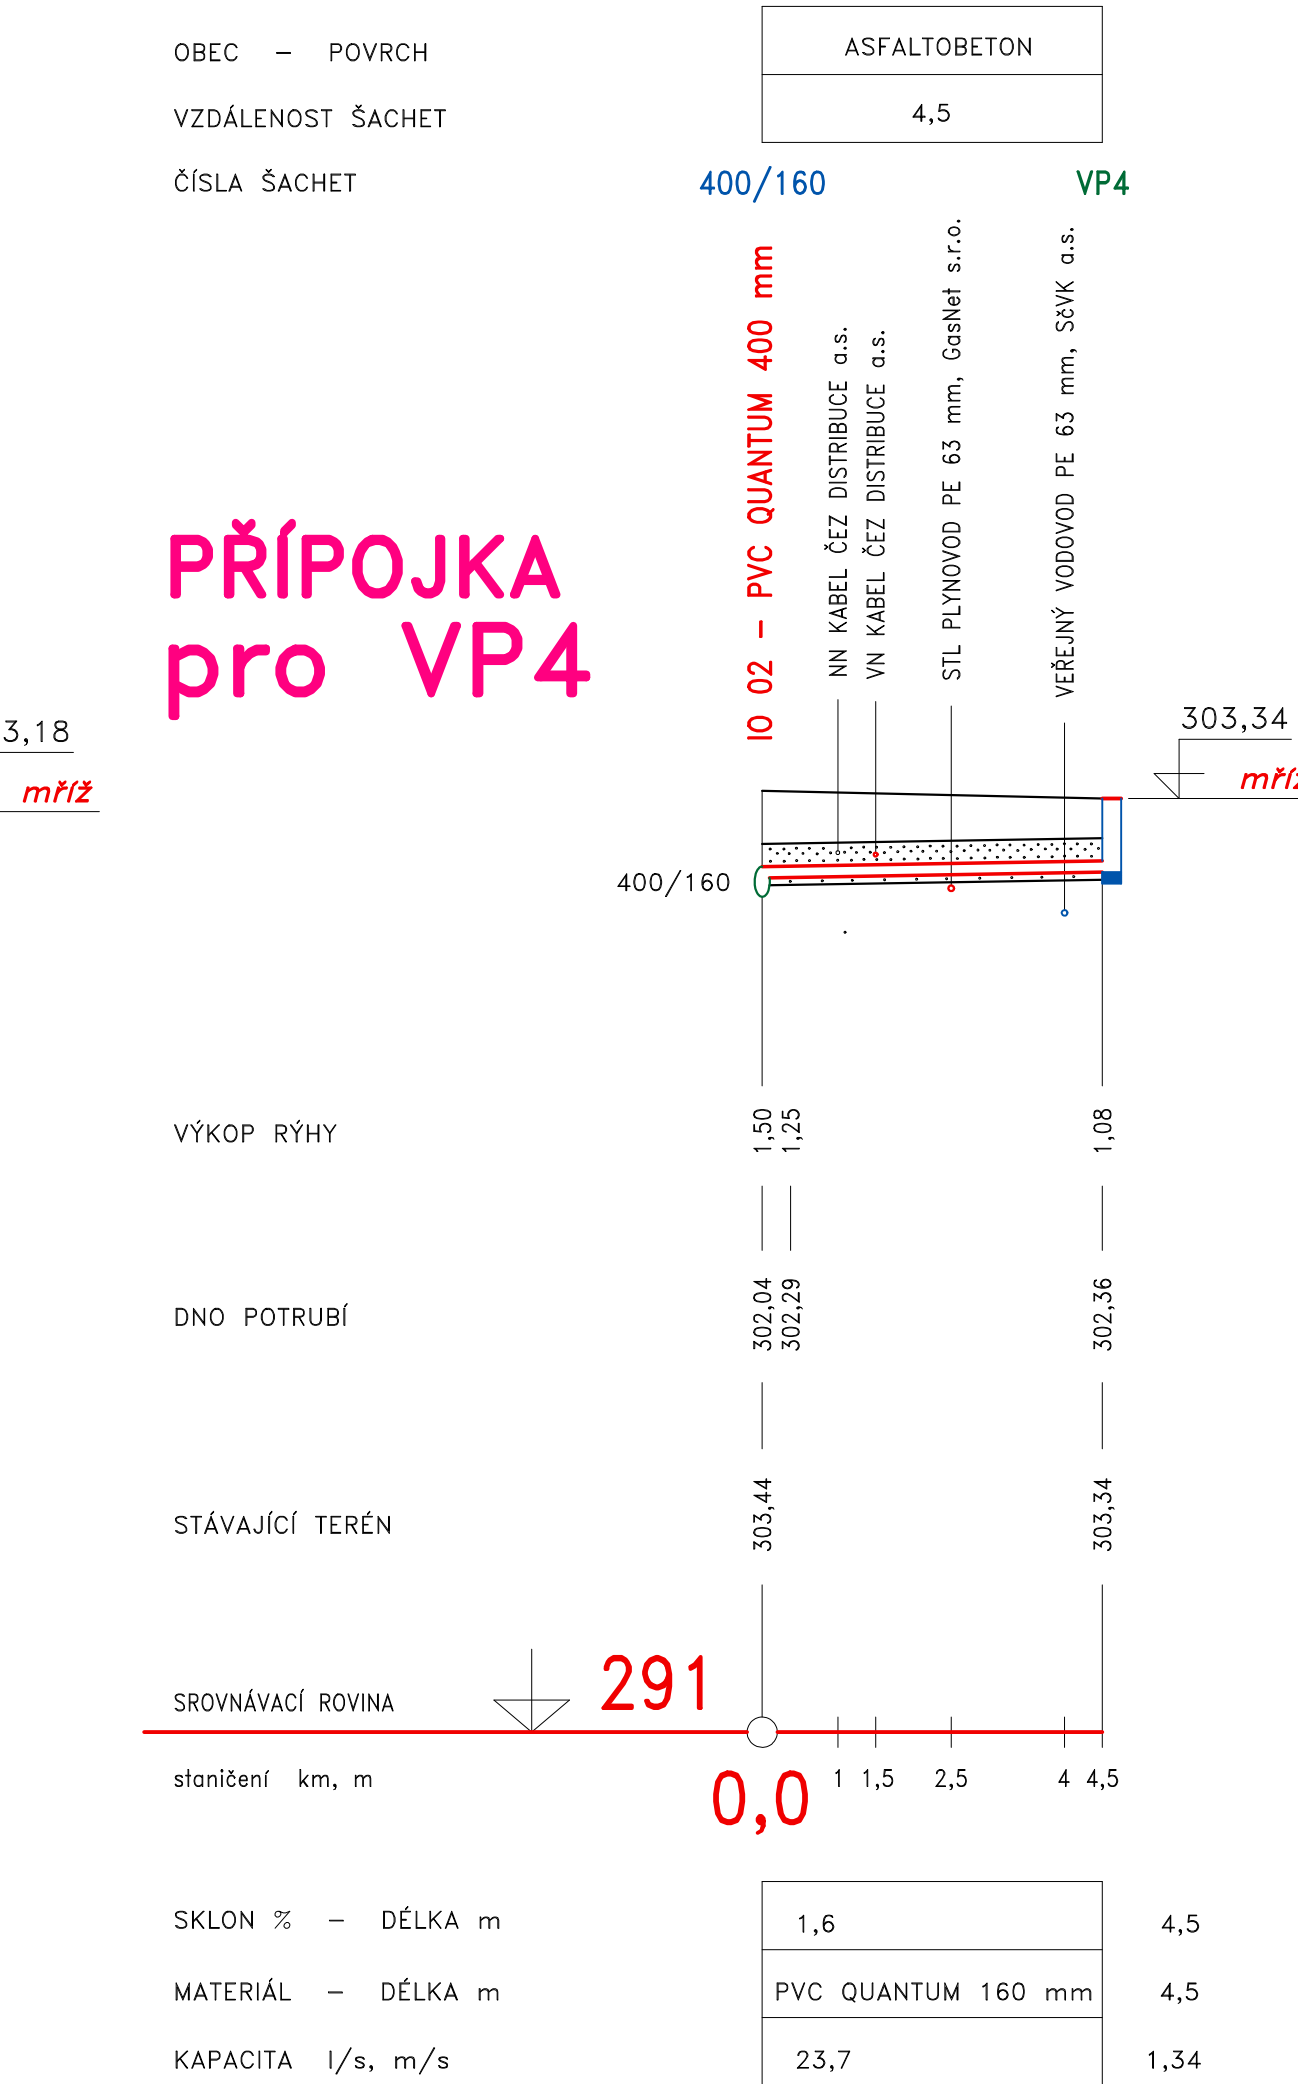 OBEC – POVRCH ASFALTOBETON
VZDÁLENOST ŠACHET 4,5
ČÍSLA ŠACHET 400/160 VP4
IO 02 – PVC QUANTUM 400 mm
NN KABEL ČEZ DISTRIBUCE a.s.
VN KABEL ČEZ DISTRIBUCE a.s.
STL PLYNOVOD PE 63 mm, GasNet s.r.o.
VEŘEJNÝ VODOVOD PE 63 mm, SčVK a.s.
PŘÍPOJKA
pro VP4
3,18
mříž
303,34
mříž
400/160
VÝKOP RÝHY 1,50 1,25 1,08
DNO POTRUBÍ 302,04 302,29 302,36
STÁVAJÍCÍ TERÉN 303,44 303,34
SROVNÁVACÍ ROVINA 291
staničení km, m 0,0 1 1,5 2,5 4 4,5
SKLON % – DÉLKA m 1,6 4,5
MATERIÁL – DÉLKA m PVC QUANTUM 160 mm 4,5
KAPACITA l/s, m/s 23,7 1,34